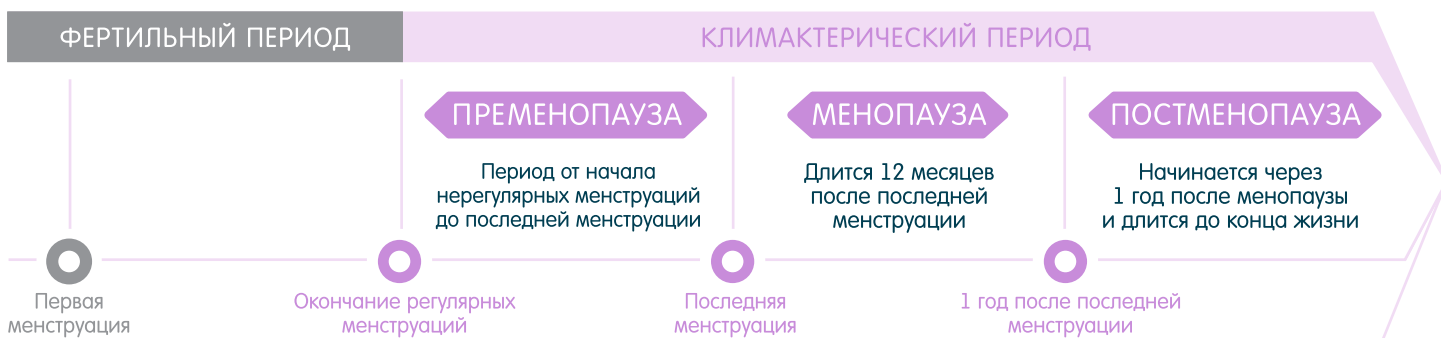 ФЕРТИЛЬНЫЙ ПЕРИОД
КЛИМАКТЕРИЧЕСКИЙ ПЕРИОД
ПРЕМЕНОПАУЗА
Период от начала
нерегулярных менструаций
до последней менструации
МЕНОПАУЗА
Длится 12 месяцев
после последней
менструации
ПОСТМЕНОПАУЗА
Начинается через
1 год после менопаузы
и длится до конца жизни
Первая
менструация
Окончание регулярных
менструаций
Последняя
менструация
1 год после последней
менструации